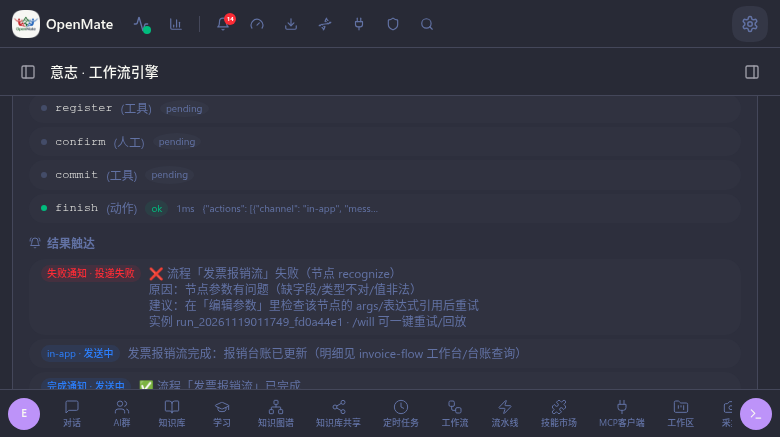 OpenMate
OpenMate
14
意志 · 工作流引擎
register (工具) pending
confirm (人工) pending
commit (工具) pending
finish (动作) ok 1ms {"actions": [{"channel": "in-app", "mess...
结果触达
失败通知 · 投递失败 ❌ 流程「发票报销流」失败（节点 recognize）
原因：节点参数有问题（缺字段/类型不对/值非法）
建议：在「编辑参数」里检查该节点的 args/表达式引用后重试
实例 run_20261119011749_fd0a44e1 · /will 可一键重试/回放
in-app · 发送中 发票报销流完成：报销台账已更新（明细见 invoice-flow 工作台/台账查询）
完成通知 · 发送中 ✅ 流程「发票报销流」已完成
E 对话 AI群 知识库 学习 知识图谱 知识库共享 定时任务 工作流 流水线 技能市场 MCP客户端 工作区 采